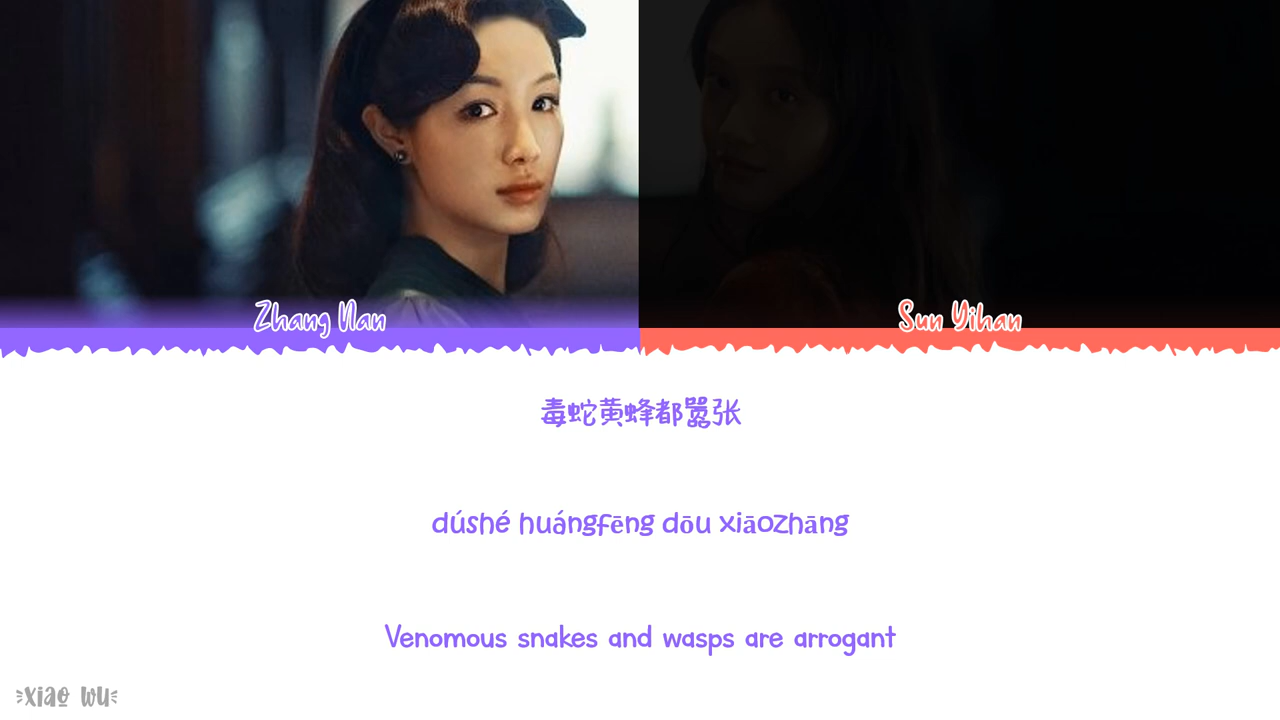 Zhang Nan
Sun Yihan
毒蛇黄蜂都嚣张
dúshé huángfēng dōu xiāozhāng
Venomous snakes and wasps are arrogant
xiao wu